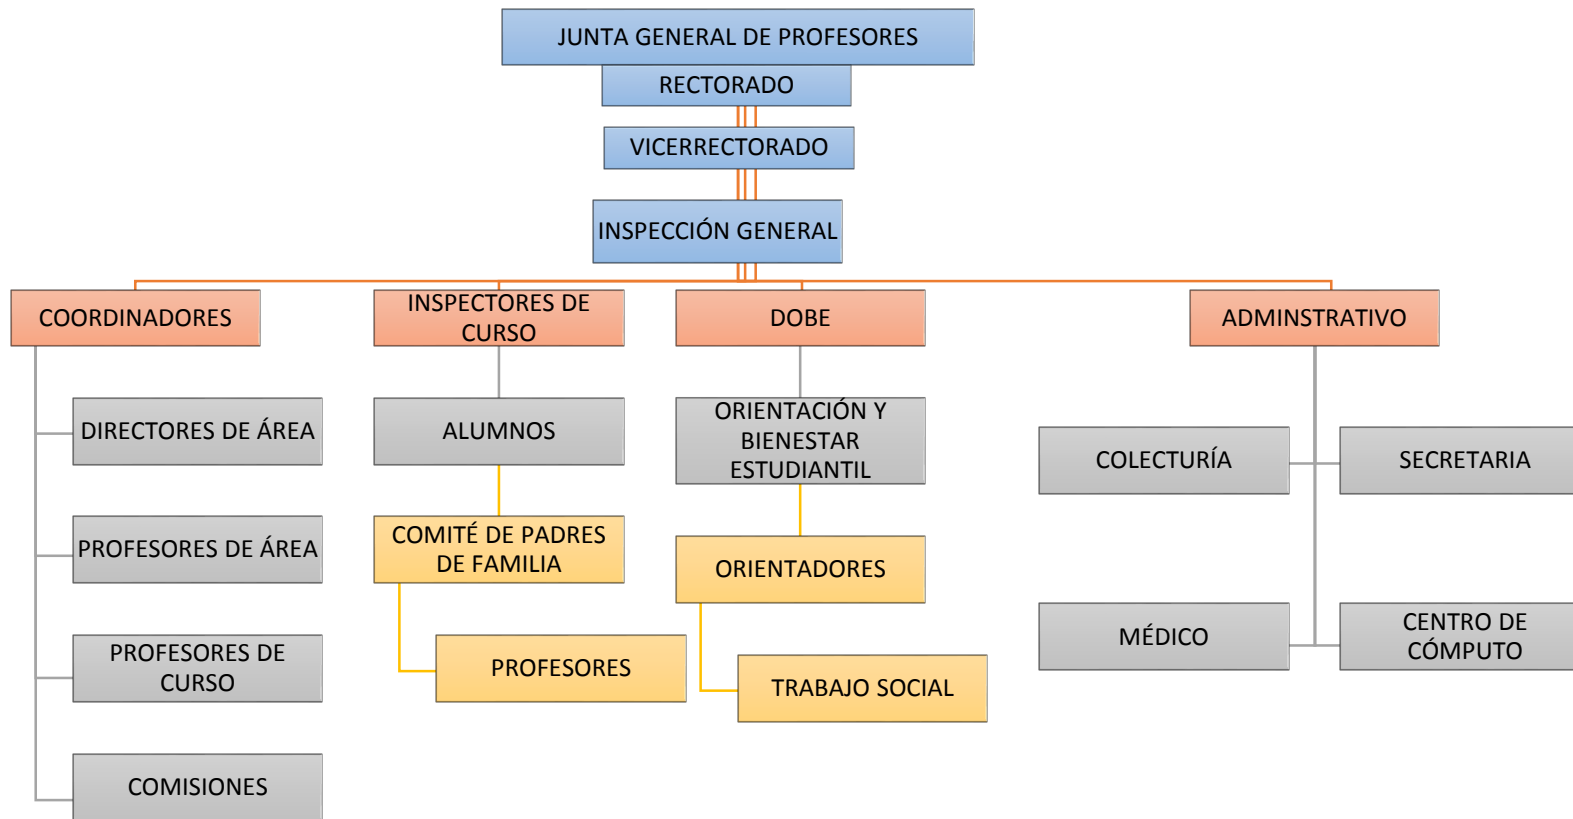 JUNTA GENERAL DE PROFESORES
RECTORADO
VICERRECTORADO
INSPECCIÓN GENERAL
COORDINADORES
INSPECTORES DE
CURSO
DOBE
ADMINSTRATIVO
DIRECTORES DE ÁREA
ALUMNOS
ORIENTACIÓN Y
BIENESTAR
ESTUDIANTIL
COLECTURÍA
SECRETARIA
PROFESORES DE ÁREA
COMITÉ DE PADRES
DE FAMILIA
ORIENTADORES
MÉDICO
CENTRO DE
CÓMPUTO
PROFESORES DE
CURSO
PROFESORES
TRABAJO SOCIAL
COMISIONES